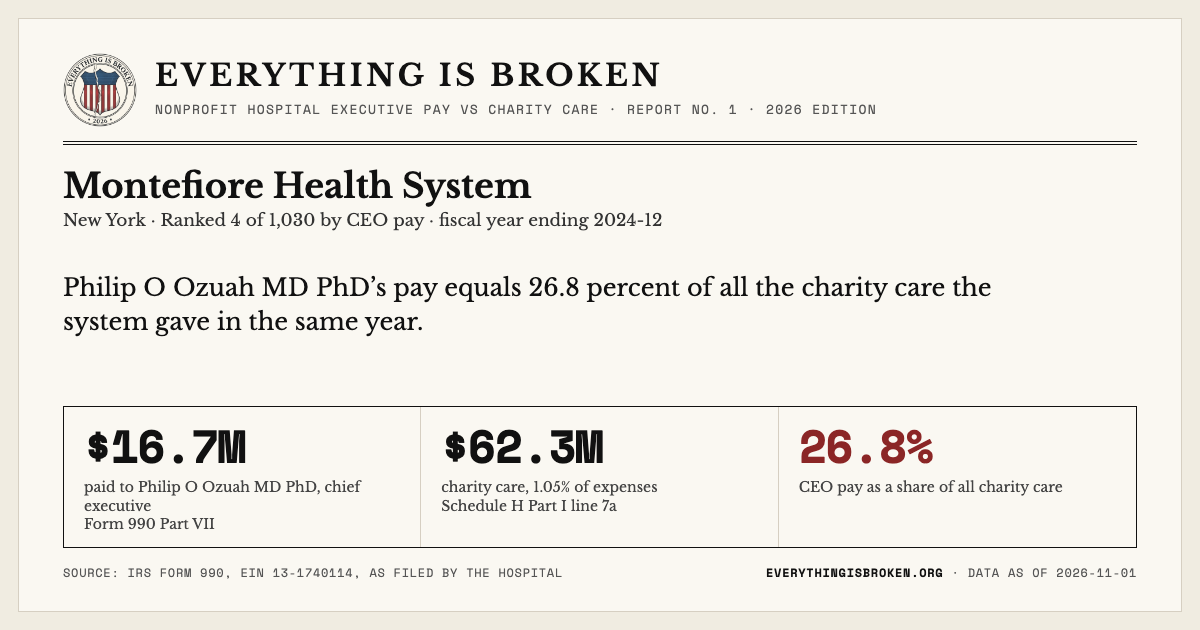 EVERYTHING IS BROKEN
2026
EVERYTHING IS BROKEN
NONPROFIT HOSPITAL EXECUTIVE PAY VS CHARITY CARE · REPORT NO. 1 · 2026 EDITION
Montefiore Health System
New York · Ranked 4 of 1,030 by CEO pay · fiscal year ending 2024-12
Philip O Ozuah MD PhD’s pay equals 26.8 percent of all the charity care the
system gave in the same year.
$16.7M
paid to Philip O Ozuah MD PhD, chief
executive
Form 990 Part VII
$62.3M
charity care, 1.05% of expenses
Schedule H Part I line 7a
26.8%
CEO pay as a share of all charity care
SOURCE: IRS FORM 990, EIN 13-1740114, AS FILED BY THE HOSPITAL
EVERYTHINGISBROKEN.ORG · DATA AS OF 2026-11-01